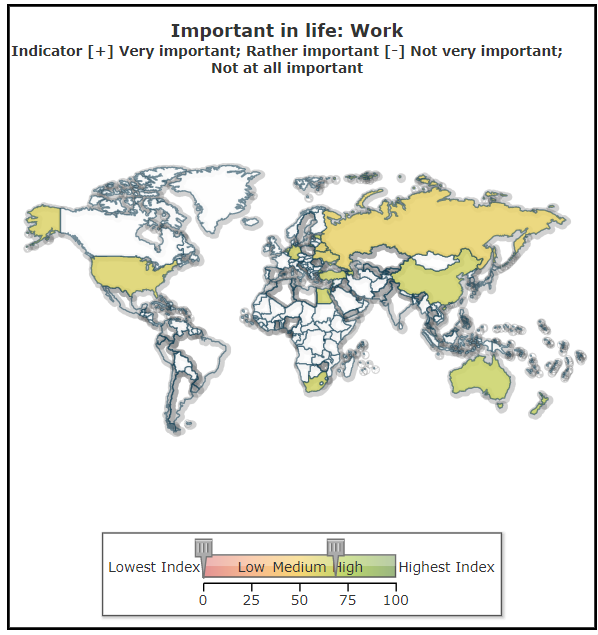 Important in life: Work
Indicator [+] Very important; Rather important [-] Not very important;
Not at all important
Lowest Index Low Medium High Highest Index
0 25 50 75 100